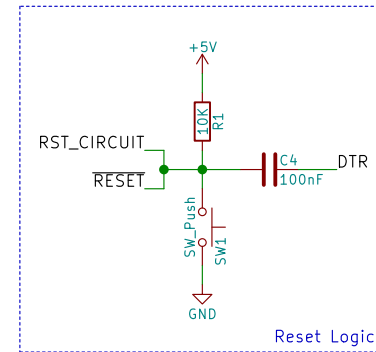 +5V
10K
R1
RST_CIRCUIT
RESET
C4
100nF
DTR
SW_Push
SW1
GND
Reset Logic